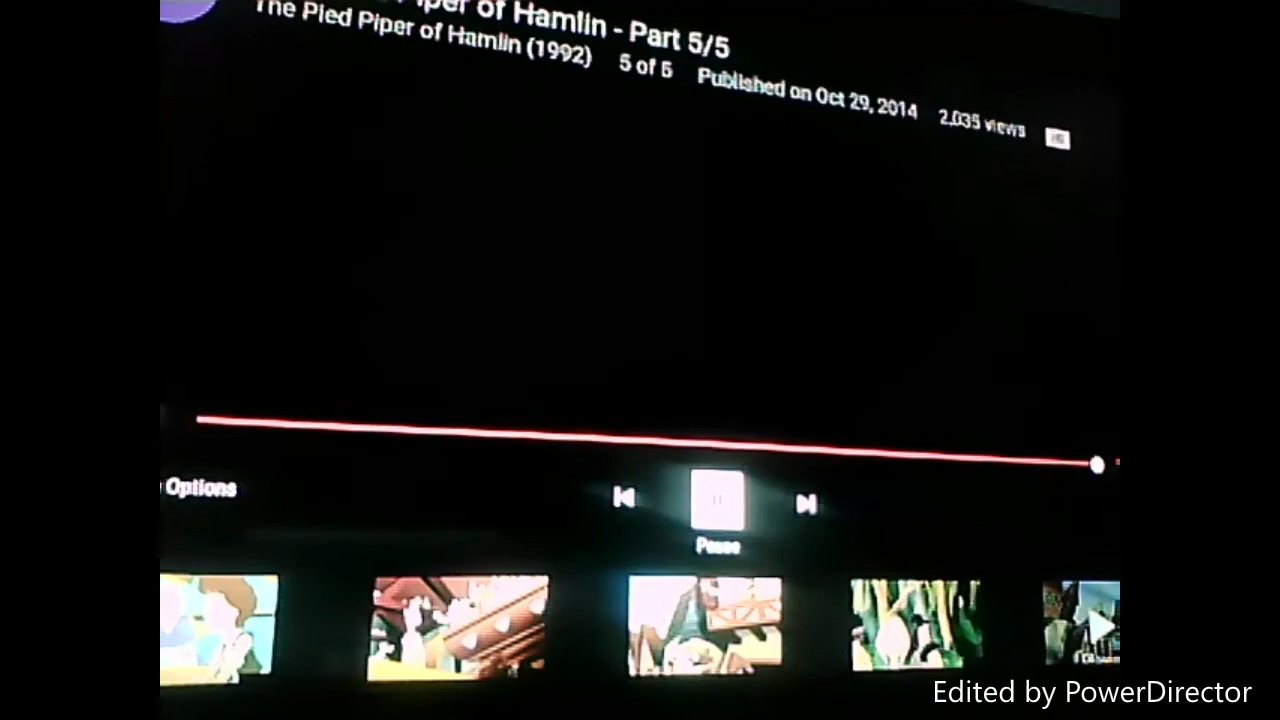 iper of Hamlin - Part 5/5
The Pied Piper of Hamlin (1992) 5 of 5 Published on Oct 29, 2014 2,035 views
Options
Pause
Edited by PowerDirector